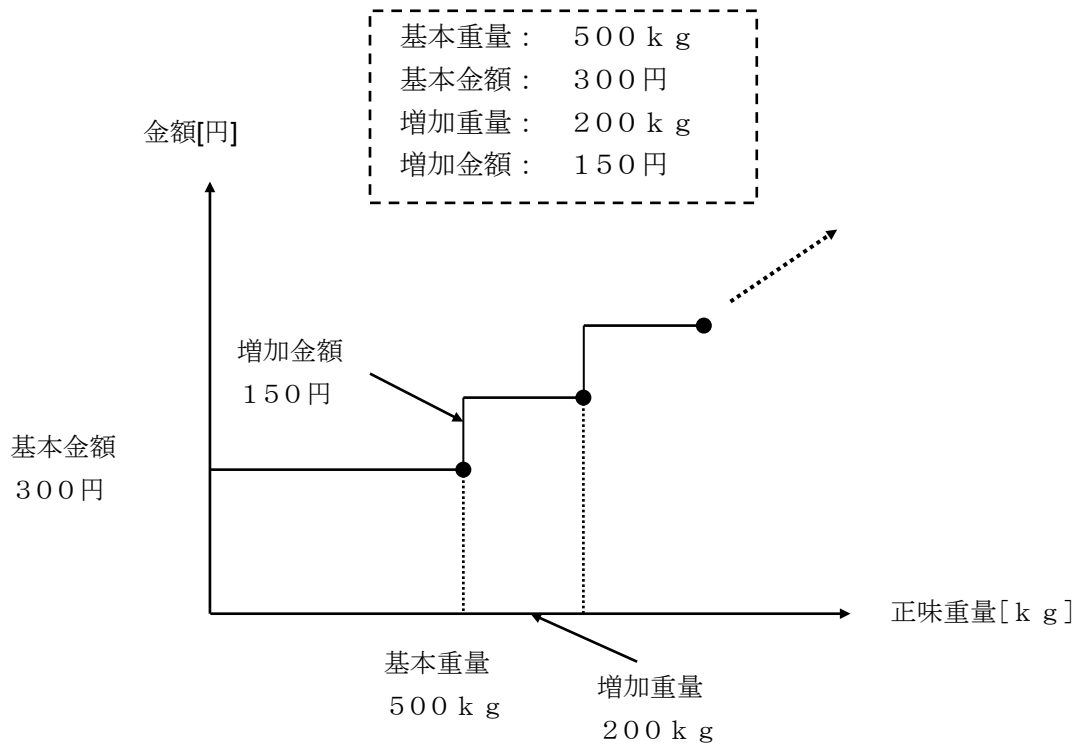 基本重量：　５００ｋｇ
基本金額：　３００円
増加重量：　２００ｋｇ
増加金額：　１５０円
金額[円]
増加金額
１５０円
基本金額
３００円
正味重量[ｋｇ]
基本重量
５００ｋｇ
増加重量
２００ｋｇ